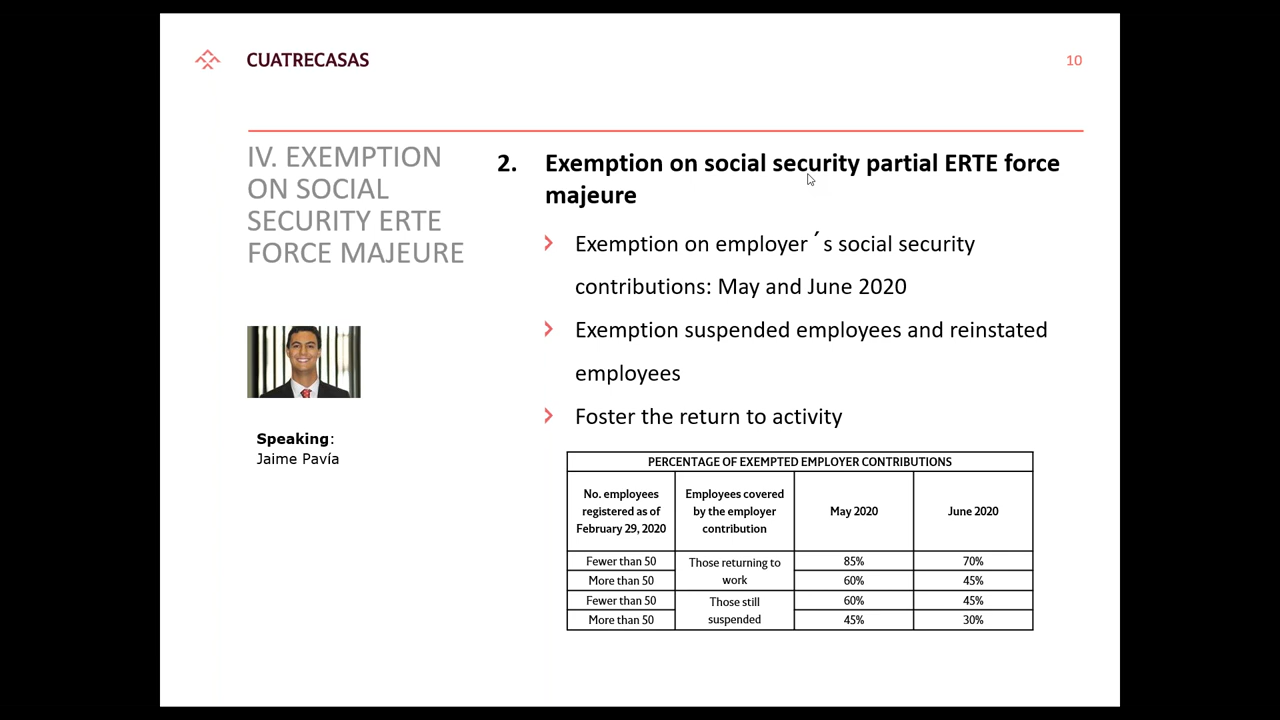 CUATRECASAS
10
IV. EXEMPTION
ON SOCIAL
SECURITY ERTE
FORCE MAJEURE
Speaking:
Jaime Pavía
2. Exemption on social security partial ERTE force
majeure
Exemption on employer ´s social security
contributions: May and June 2020
Exemption suspended employees and reinstated
employees
Foster the return to activity
PERCENTAGE OF EXEMPTED EMPLOYER CONTRIBUTIONS
No. employees
registered as of
February 29, 2020
Employees covered
by the employer
contribution
May 2020
June 2020
Fewer than 50
Those returning to
work
85%
70%
More than 50
60%
45%
Fewer than 50
Those still
suspended
60%
45%
More than 50
45%
30%